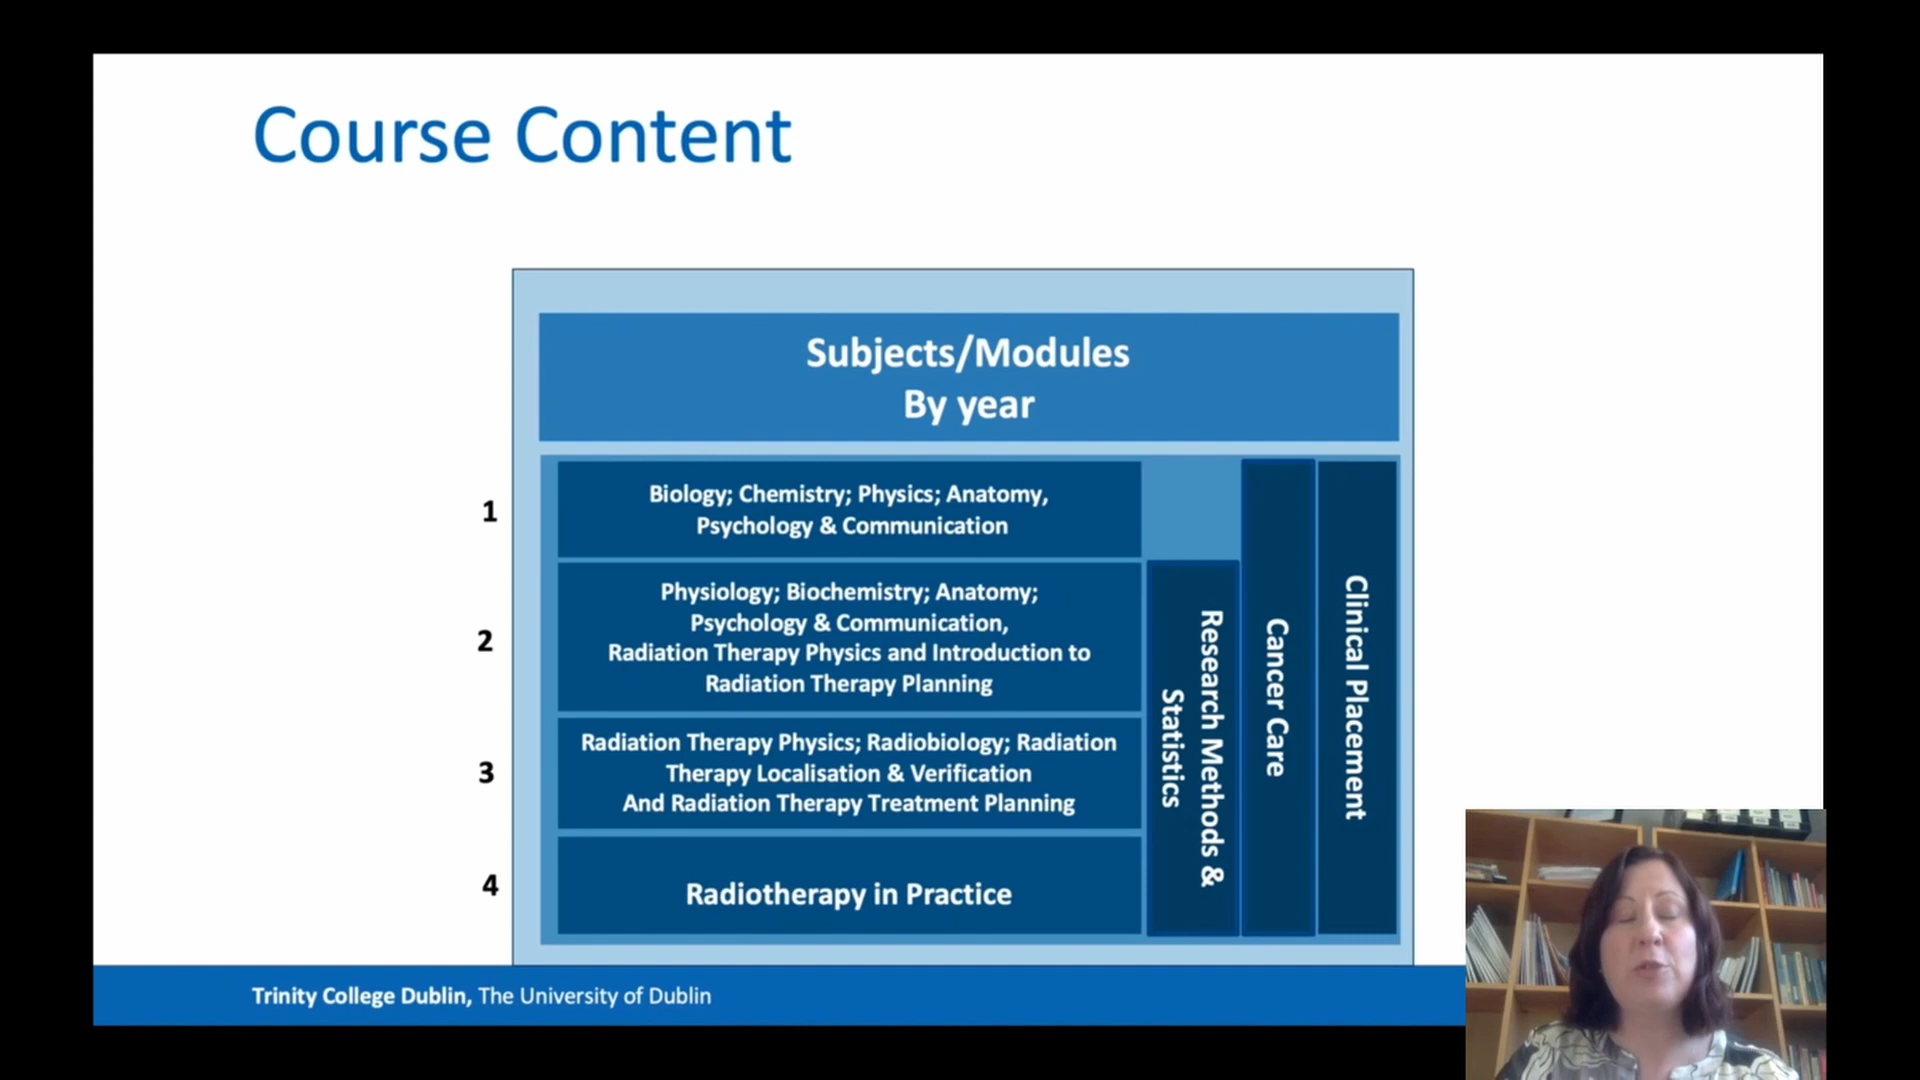 Course Content
Subjects/Modules
By year
1
Biology; Chemistry; Physics; Anatomy,
Psychology & Communication
2
Physiology; Biochemistry; Anatomy;
Psychology & Communication,
Radiation Therapy Physics and Introduction to
Radiation Therapy Planning
3
Radiation Therapy Physics; Radiobiology; Radiation
Therapy Localisation & Verification
And Radiation Therapy Treatment Planning
4
Radiotherapy in Practice
Research Methods &
Statistics
Cancer Care
Clinical Placement
Trinity College Dublin, The University of Dublin